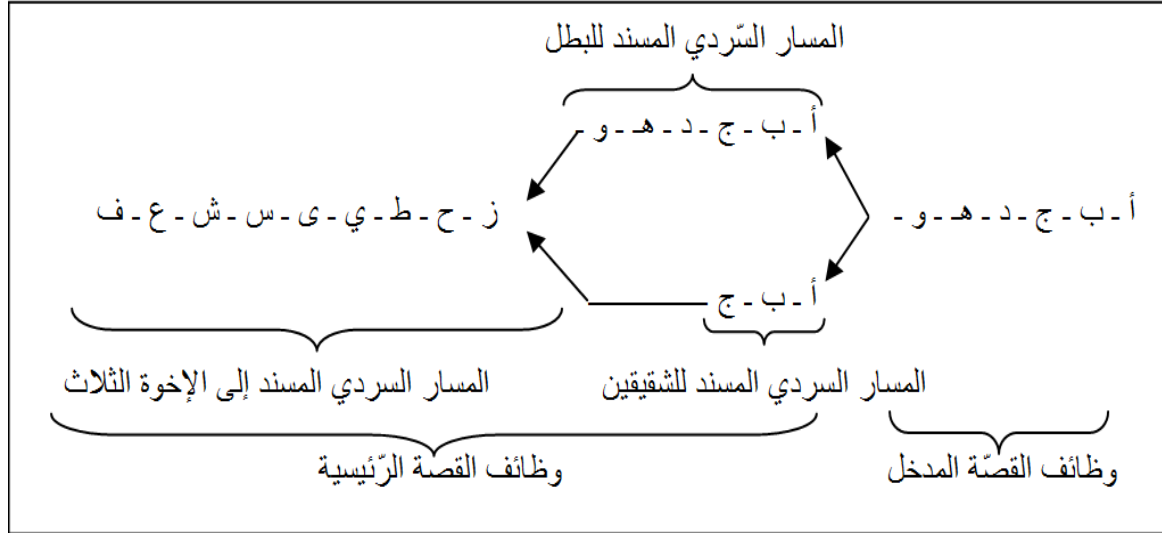 المسار السّردي المسند للبطل
أ ـ ب ـ ج ـ د ـ هـ ـ و ـ
أ ـ ب ـ ج ـ د ـ هـ ـ و ـ
ز ـ ح ـ ط ـ ي ـ ى ـ س ـ ش ـ ع ـ ف
أ ـ ب ـ ج
المسار السردي المسند للشقيقين
المسار السردي المسند إلى الإخوة الثلاث
وظائف القصّة المدخل
وظائف القصة الرّئيسية